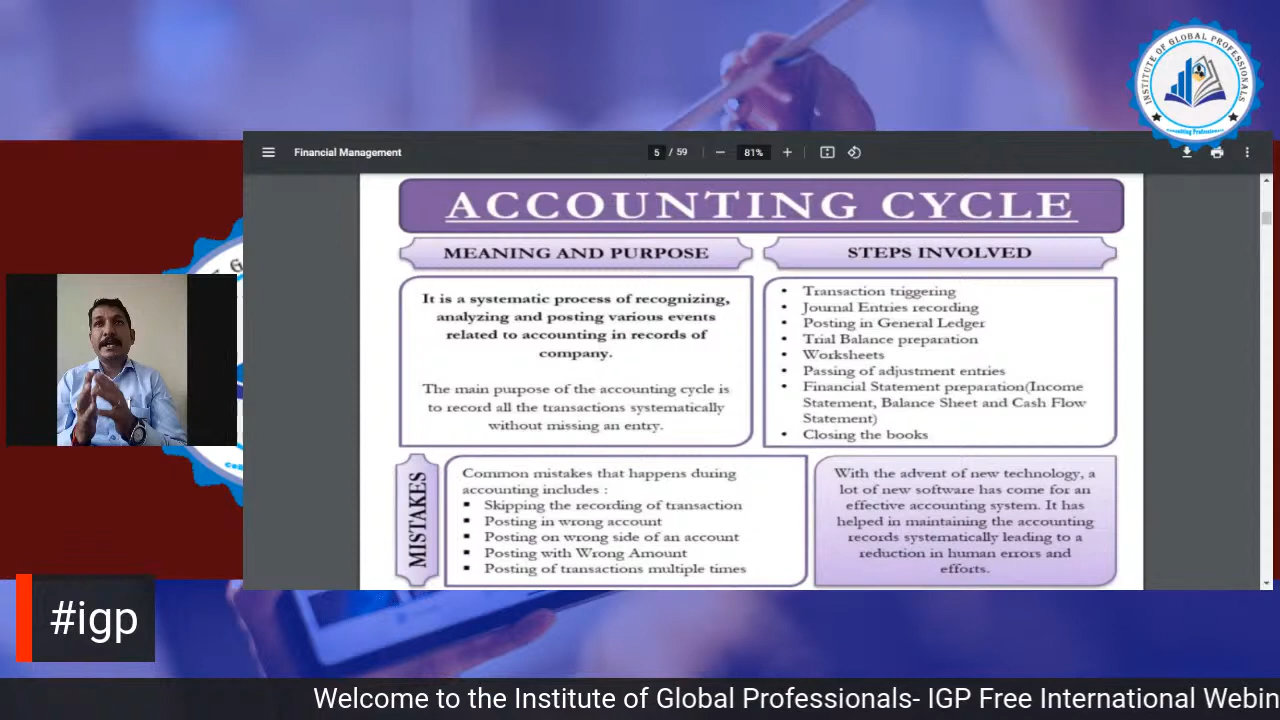 INSTITUTE OF GLOBAL PROFESSIONALS
Connecting Professionals
Financial Management
5 / 59
81%
ACCOUNTING CYCLE
MEANING AND PURPOSE
It is a systematic process of recognizing,
analyzing and posting various events
related to accounting in records of
company.
The main purpose of the accounting cycle is
to record all the transactions systematically
without missing an entry.
STEPS INVOLVED
• Transaction triggering
• Journal Entries recording
• Posting in General Ledger
• Trial Balance preparation
• Worksheets
• Passing of adjustment entries
• Financial Statement preparation(Income
Statement, Balance Sheet and Cash Flow
Statement)
• Closing the books
MISTAKES
Common mistakes that happens during
accounting includes :
▪ Skipping the recording of transaction
▪ Posting in wrong account
▪ Posting on wrong side of an account
▪ Posting with Wrong Amount
▪ Posting of transactions multiple times
With the advent of new technology, a
lot of new software has come for an
effective accounting system. It has
helped in maintaining the accounting
records systematically leading to a
reduction in human errors and
efforts.
#igp
Welcome to the Institute of Global Professionals- IGP Free International Webin